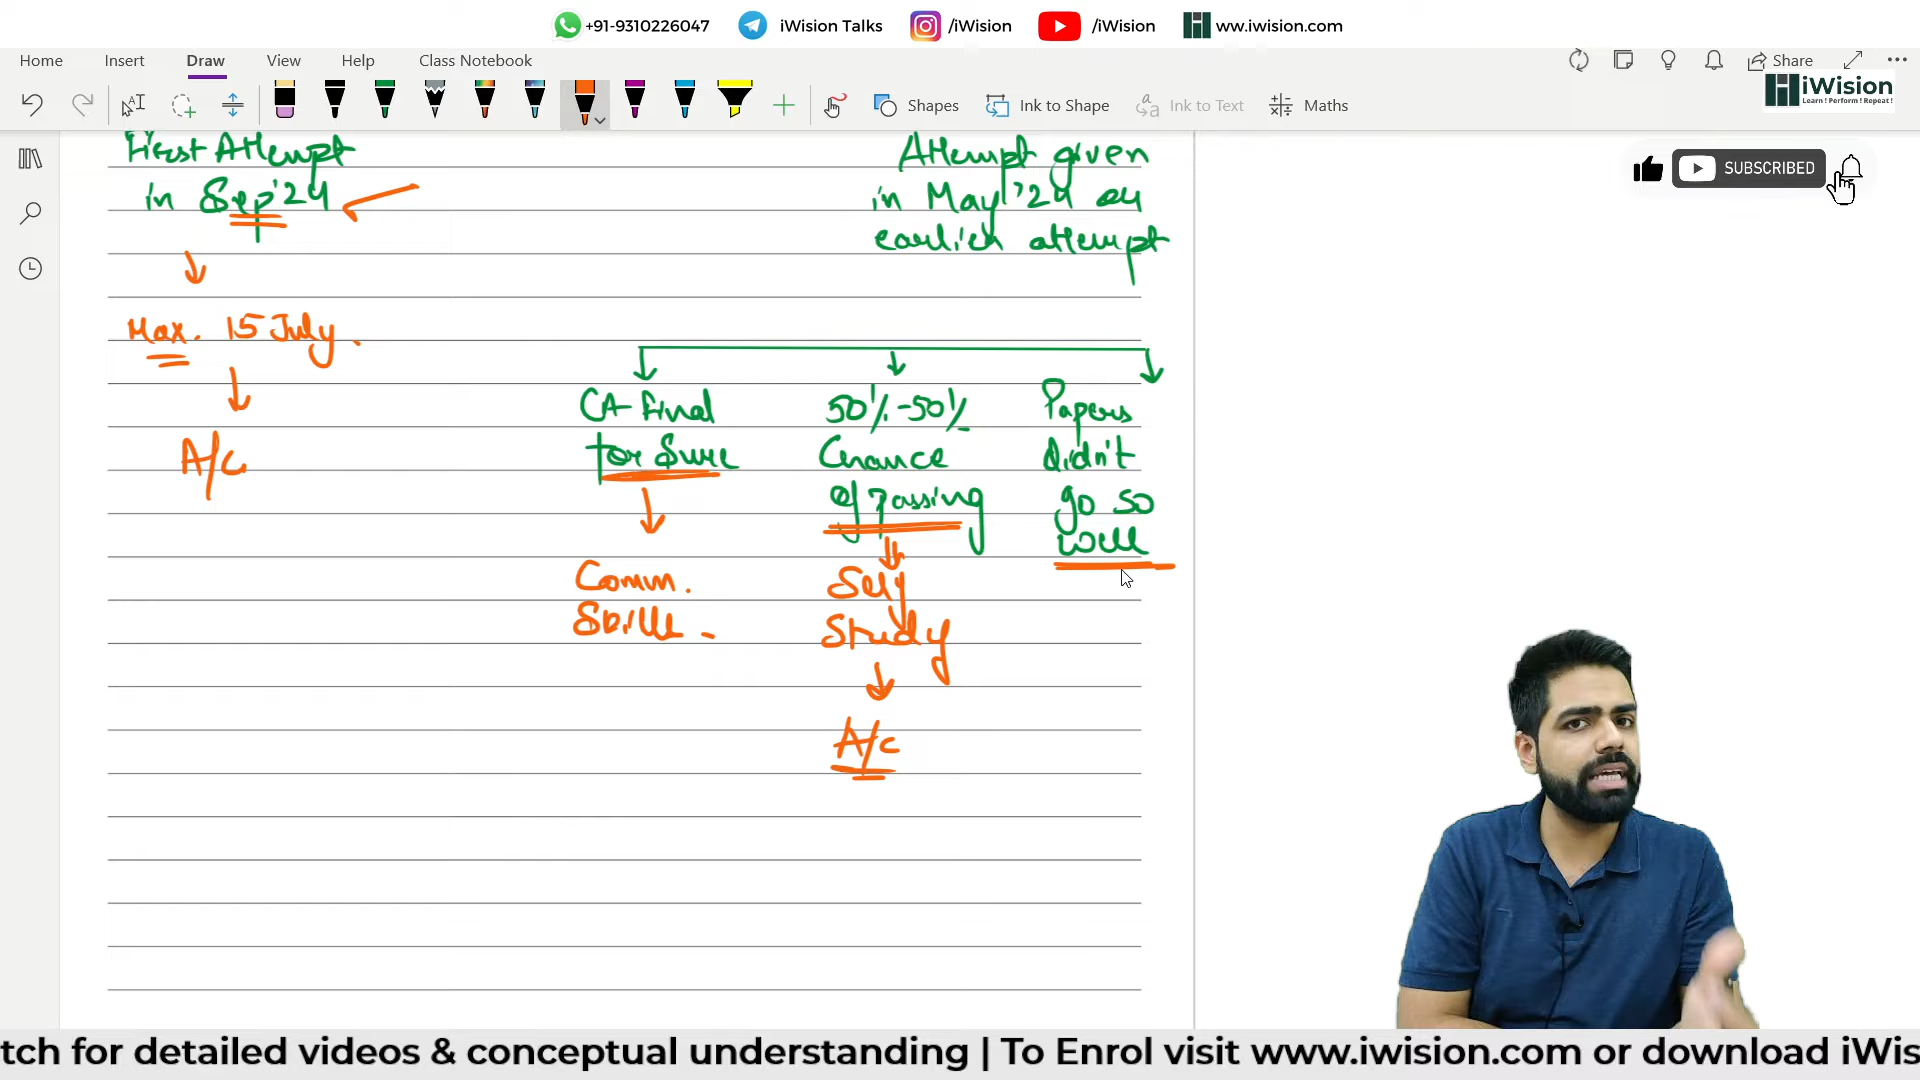 +91-9310226047 iWision Talks /iWision /iWision ww.iwision.com
Home Insert Draw View Help Class Notebook
Share
Shapes Ink to Shape Ink to Text Maths
iWision
Learn ! Perform ! Repeat !
SUBSCRIBED
First Attempt
in Sep'24
Max. 15 July.
A/c
Attempt given
in May'24 or
earlier attempt
CA Final
for Sure
Comm.
Skills
50%-50%
Chance
of passing
Self
Study
A/c
Papers
didn't
go so
well
tch for detailed videos & conceptual understanding | To Enrol visit www.iwision.com or download iWis